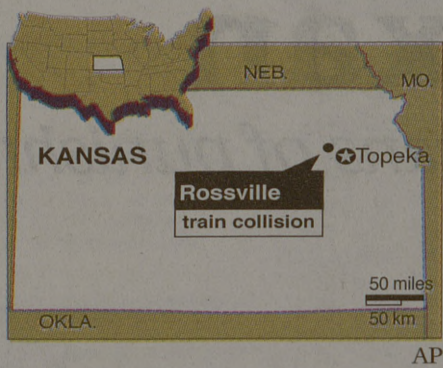 NEB.
MO.
KANSAS
Topeka
Rossville
train collision
50 miles
50 km
OKLA.
AP